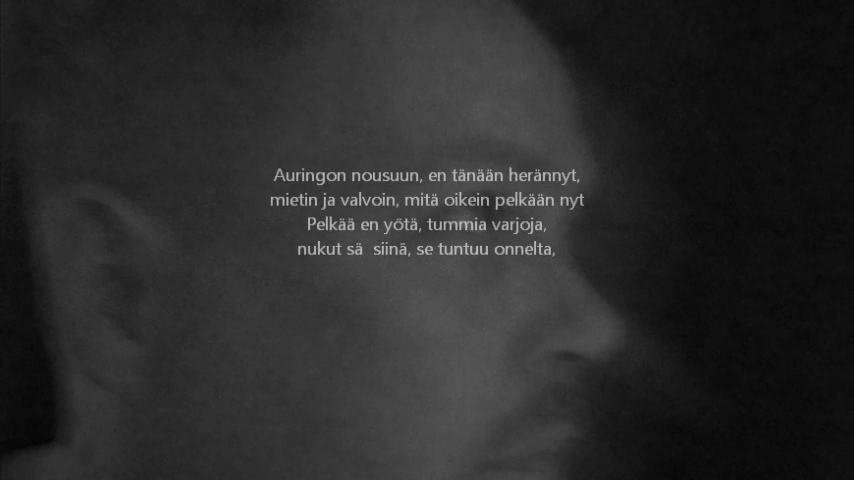 Auringon nousuun, en tänään herännyt,
mietin ja valvoin, mitä oikein pelkään nyt
Pelkää en yötä, tummia varjoja,
nukut sä  siinä, se tuntuu onnelta,